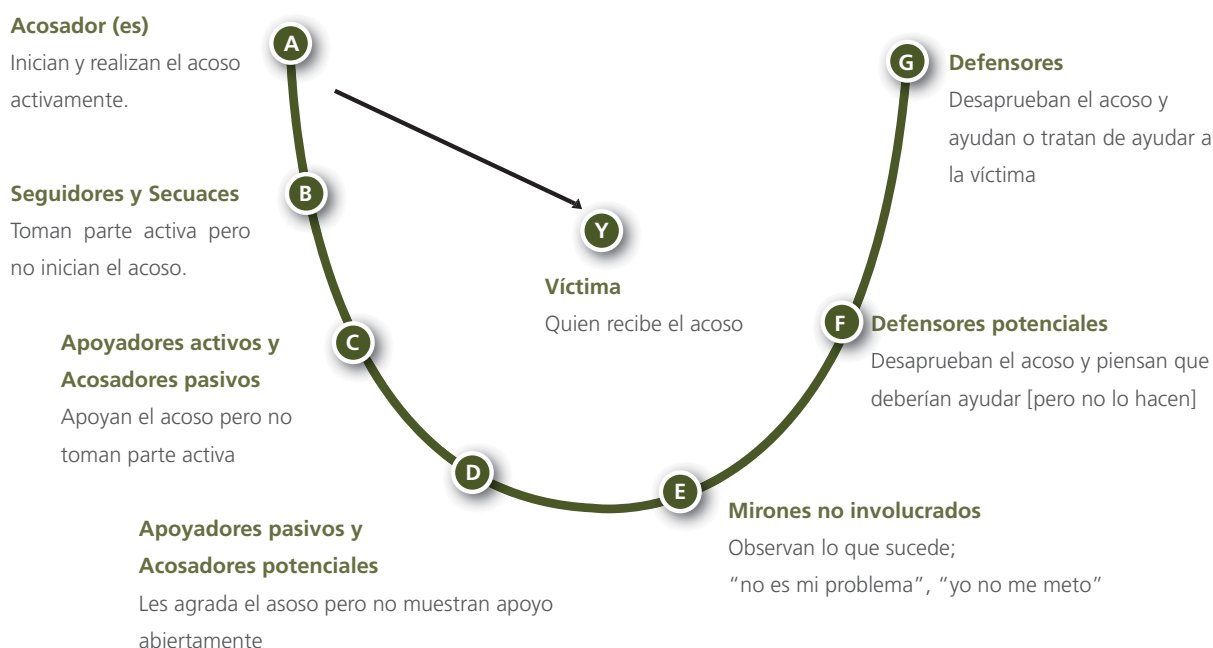 Acosador (es)
Inician y realizan el acoso
activamente.
A
Seguidores y Secuaces
Toman parte activa pero
no inician el acoso.
B
Apoyadores activos y
Acosadores pasivos
Apoyan el acoso pero no
toman parte activa
C
Apoyadores pasivos y
Acosadores potenciales
Les agrada el asoso pero no muestran apoyo
abiertamente
D
Y
Víctima
Quien recibe el acoso
E
Mirones no involucrados
Observan lo que sucede;
“no es mi problema”, “yo no me meto”
F
Defensores potenciales
Desaprueban el acoso y piensan que
deberían ayudar [pero no lo hacen]
G
Defensores
Desaprueban el acoso y
ayudan o tratan de ayudar a
la víctima